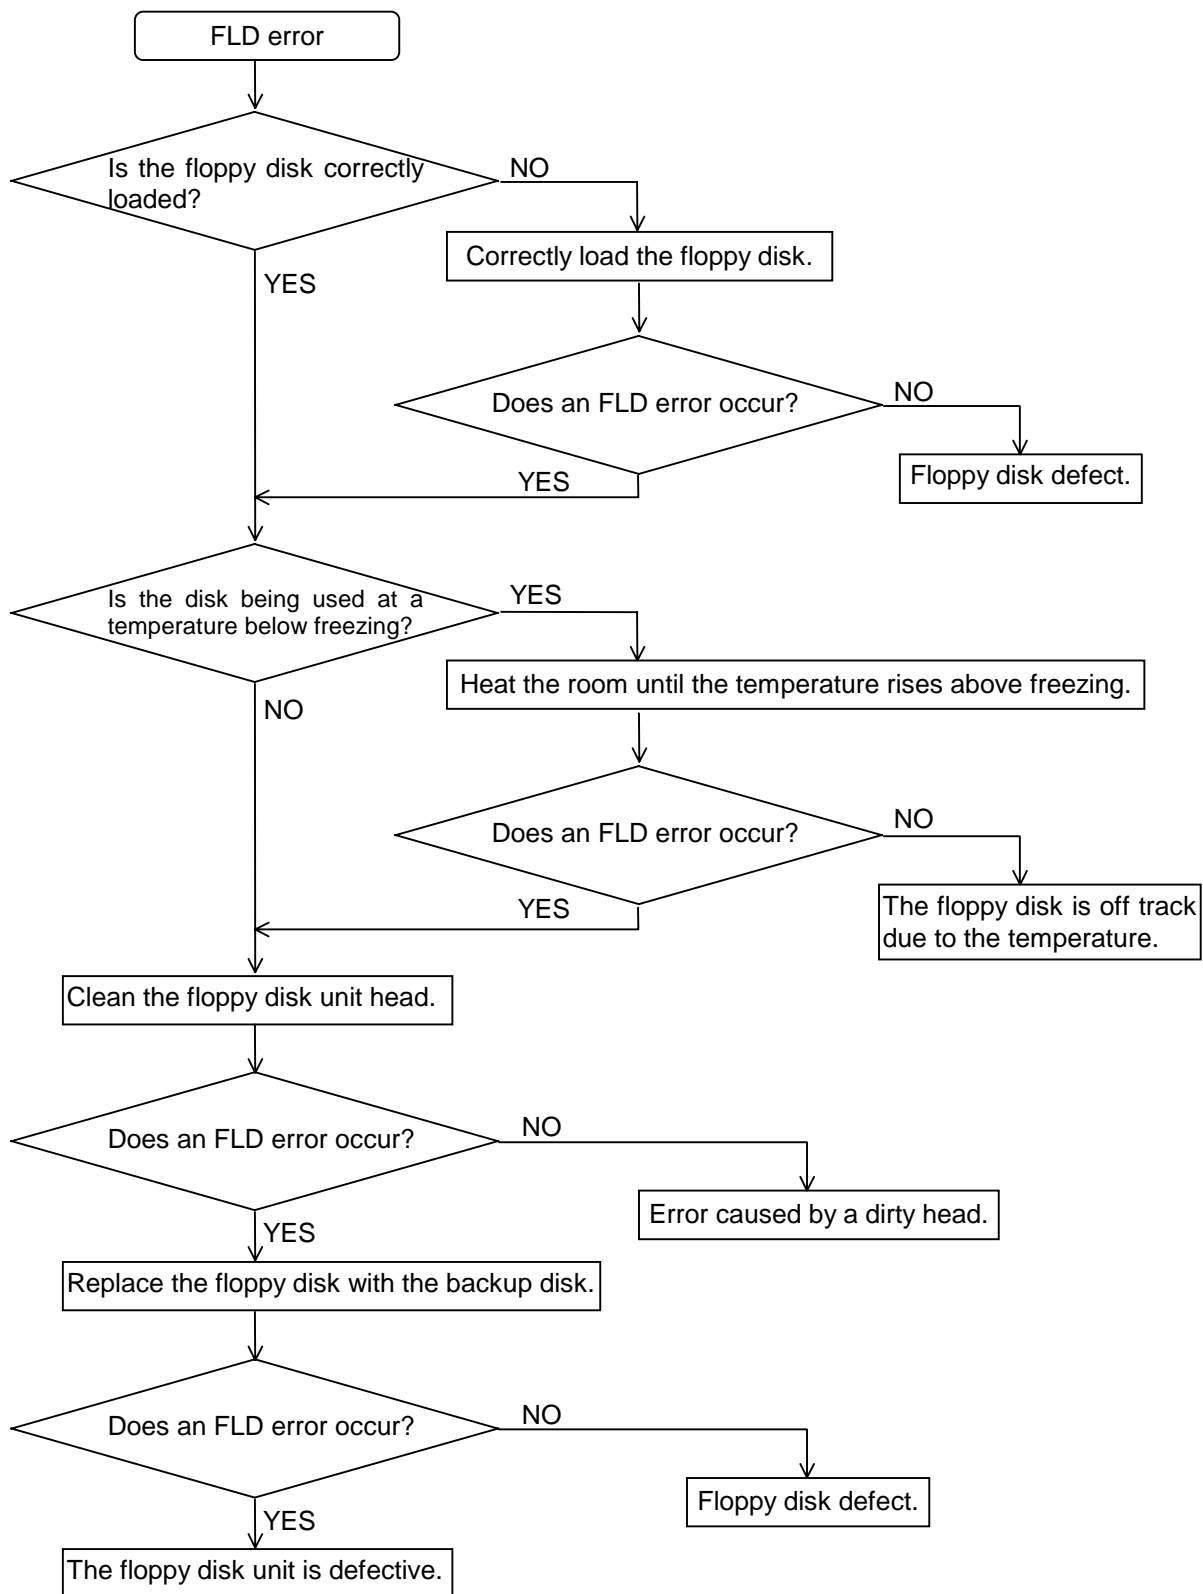 FLD error
Is the floppy disk correctly
loaded?
NO
Correctly load the floppy disk.
YES
Does an FLD error occur?
NO
Floppy disk defect.
YES
Is the disk being used at a
temperature below freezing?
YES
Heat the room until the temperature rises above freezing.
NO
Does an FLD error occur?
NO
The floppy disk is off track
due to the temperature.
YES
Clean the floppy disk unit head.
Does an FLD error occur?
NO
Error caused by a dirty head.
YES
Replace the floppy disk with the backup disk.
Does an FLD error occur?
NO
Floppy disk defect.
YES
The floppy disk unit is defective.